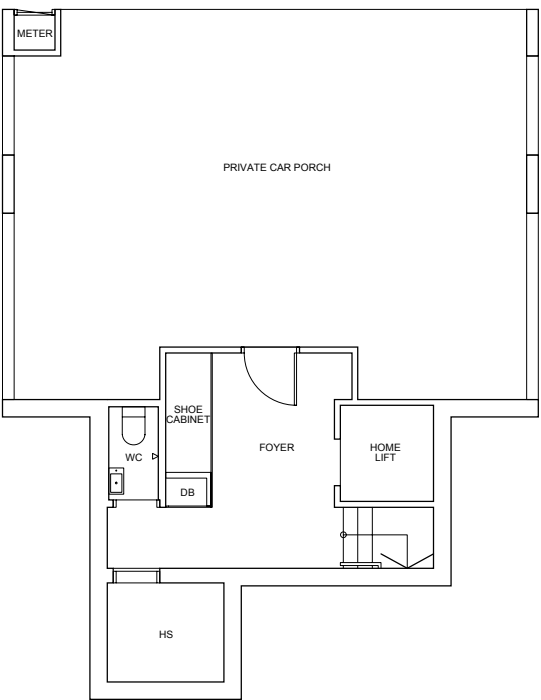 METER
PRIVATE CAR PORCH
SHOE
CABINET
FOYER
HOME
LIFT
WC
DB
HS